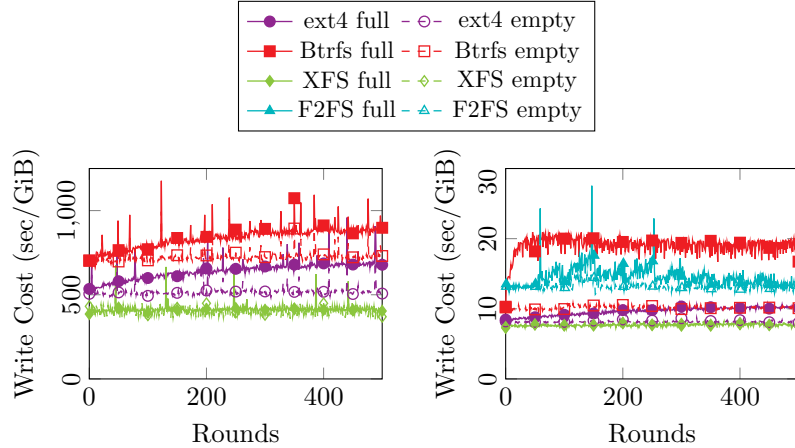 ext4 full ext4 empty
Btrfs full Btrfs empty
XFS full XFS empty
F2FS full F2FS empty
Write Cost (sec/GiB)
1,000
500
0
0 200 400
Rounds
Write Cost (sec/GiB)
30
20
10
0
0 200 400
Rounds